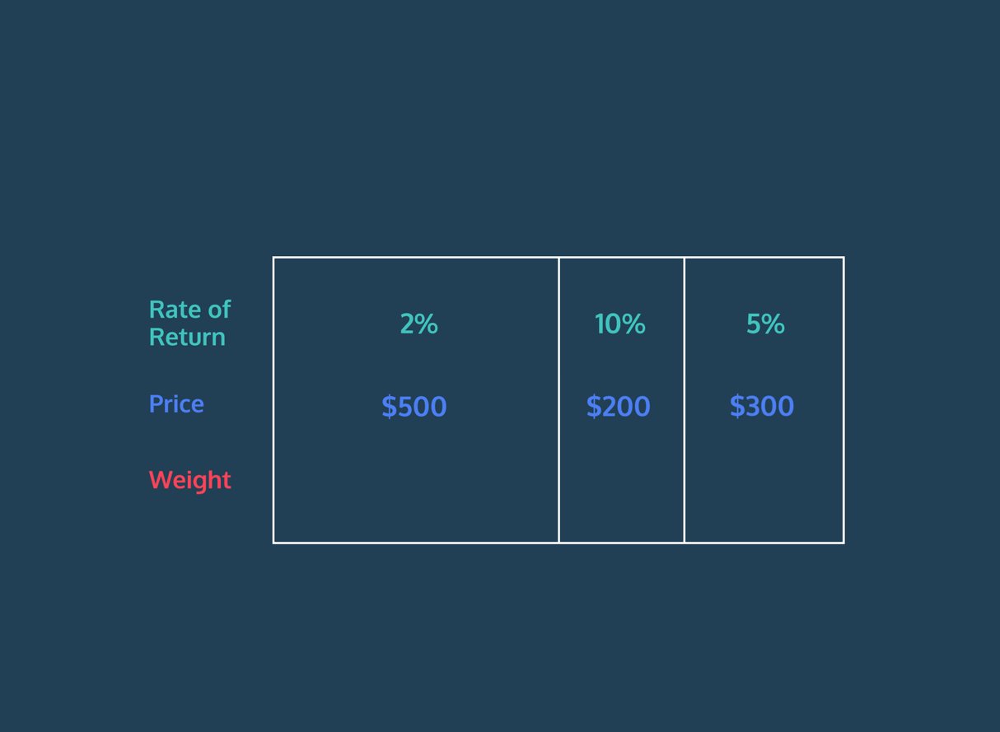 Rate of
Return
2% 10% 5%
Price $500 $200 $300
Weight